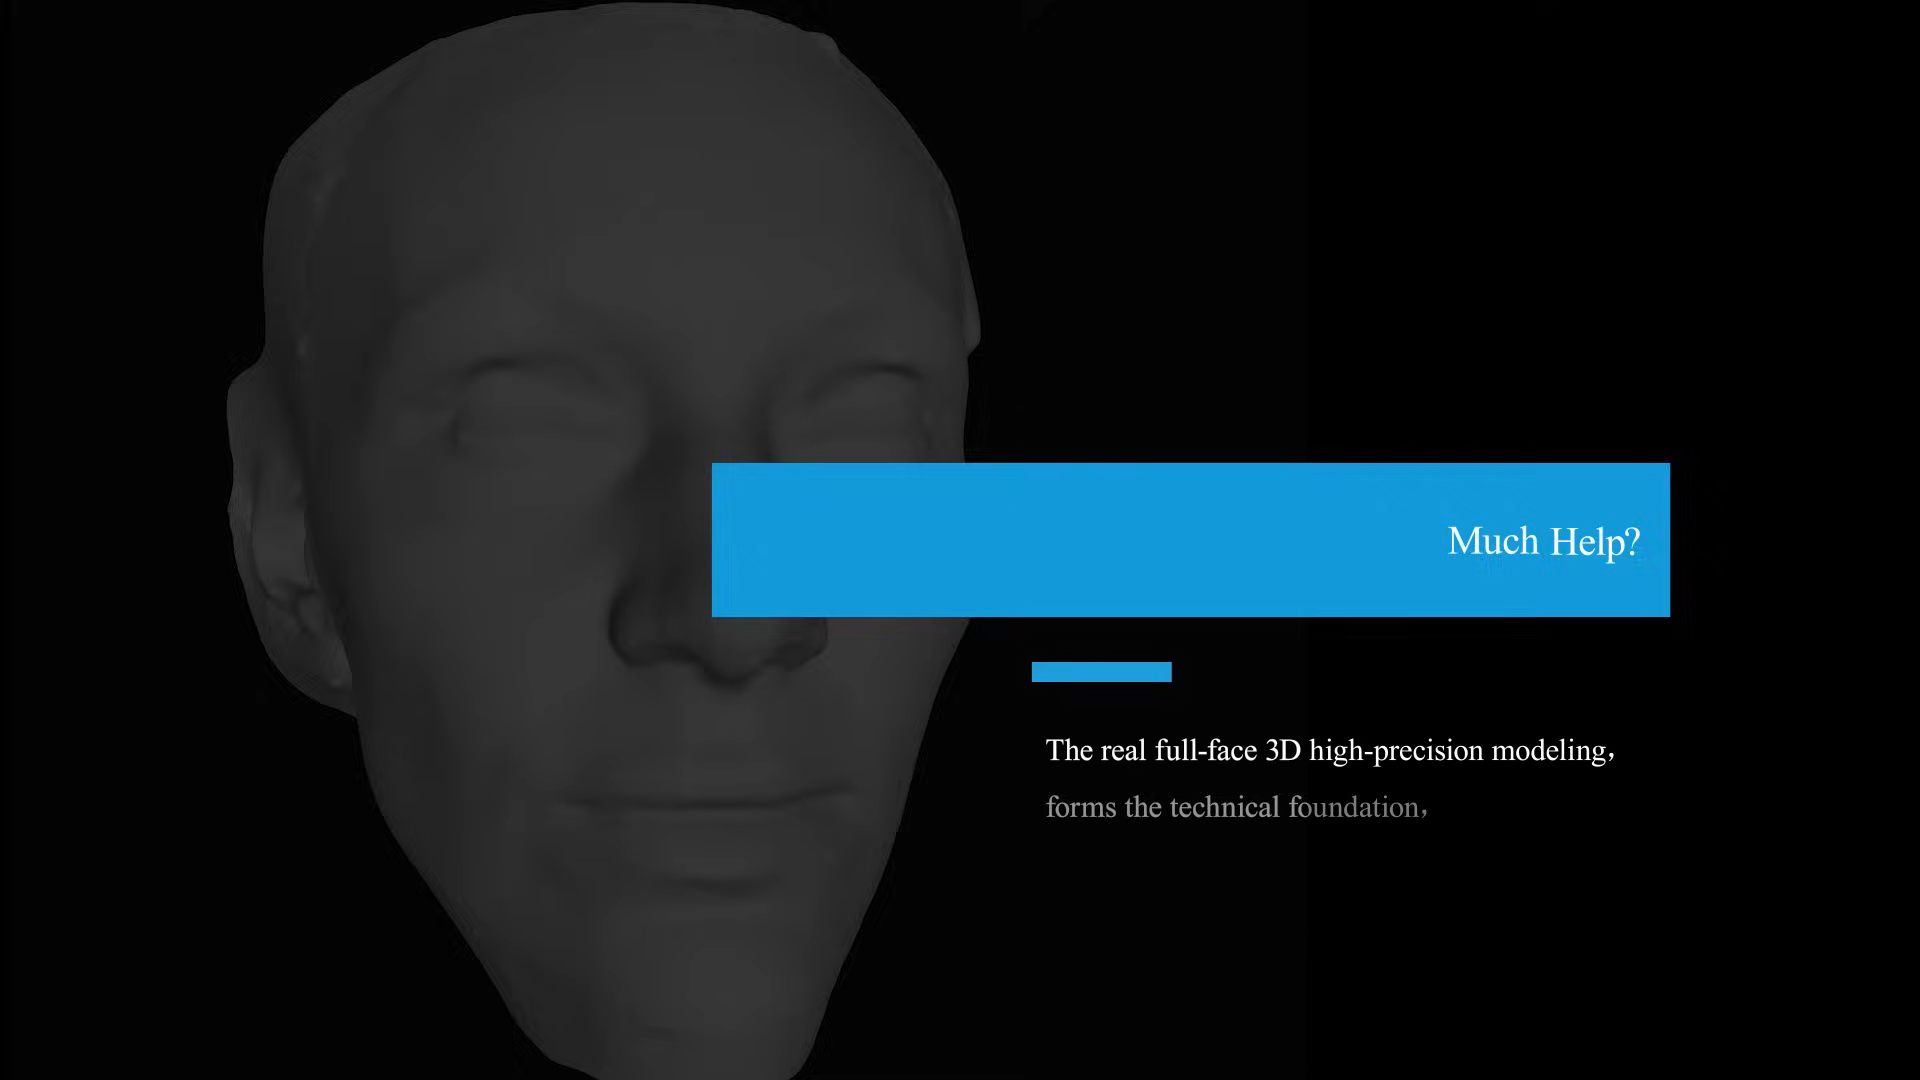 Much Help?
The real full-face 3D high-precision modeling,
forms the technical foundation,